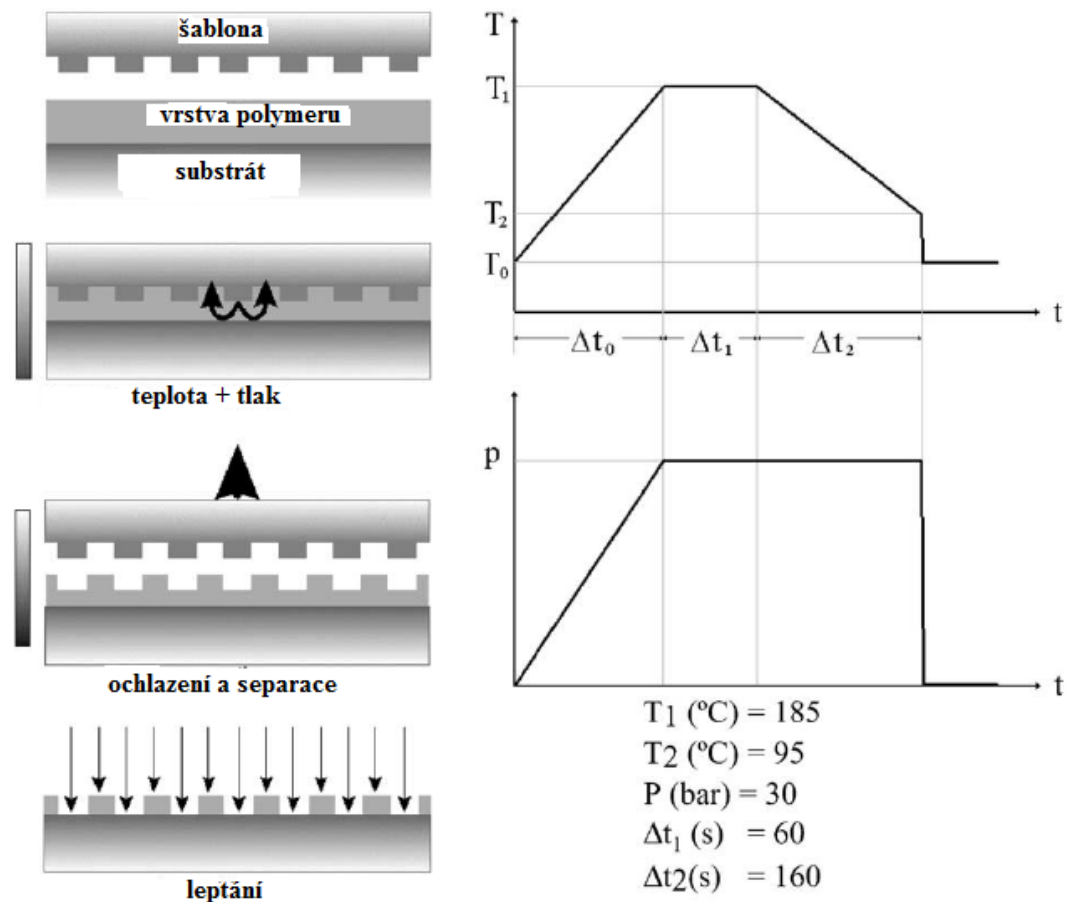 šablona
vrstva polymeru
substrát
teplota + tlak
ochlazení a separace
leptání
T
T₁
T₂
T₀
t
Δt₀ Δt₁ Δt₂
p
t
T1 (ºC) = 185
T2 (ºC) = 95
P (bar) = 30
Δt₁ (s) = 60
Δt2(s) = 160